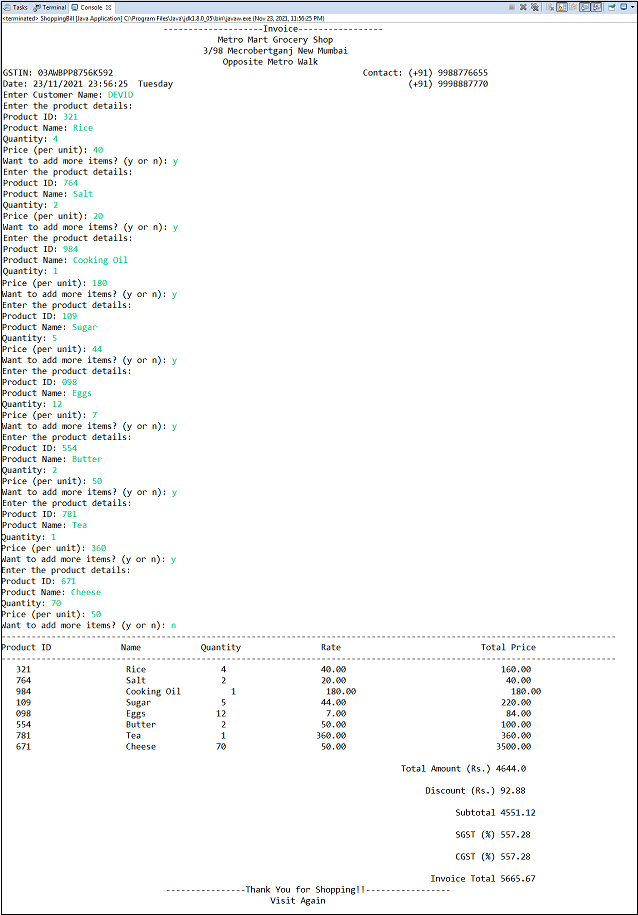 Tasks Terminal Console
<terminated> ShoppingBill [Java Application] C:\Program Files\Java\jdk1.8.0_05\bin\javaw.exe (Nov 23, 2021, 11:56:25 PM)
--------------------Invoice-----------------
Metro Mart Grocery Shop
3/98 Mecrobertganj New Mumbai
Opposite Metro Walk
GSTIN: 03AWBPP8756K592 Contact: (+91) 9988776655
Date: 23/11/2021 23:56:25 Tuesday (+91) 9998887770
Enter Customer Name: DEVID
Enter the product details:
Product ID: 321
Product Name: Rice
Quantity: 4
Price (per unit): 40
Want to add more items? (y or n): y
Enter the product details:
Product ID: 764
Product Name: Salt
Quantity: 2
Price (per unit): 20
Want to add more items? (y or n): y
Enter the product details:
Product ID: 984
Product Name: Cooking Oil
Quantity: 1
Price (per unit): 180
Want to add more items? (y or n): y
Enter the product details:
Product ID: 109
Product Name: Sugar
Quantity: 5
Price (per unit): 44
Want to add more items? (y or n): y
Enter the product details:
Product ID: 098
Product Name: Eggs
Quantity: 12
Price (per unit): 7
Want to add more items? (y or n): y
Enter the product details:
Product ID: 554
Product Name: Butter
Quantity: 2
Price (per unit): 50
Want to add more items? (y or n): y
Enter the product details:
Product ID: 781
Product Name: Tea
Quantity: 1
Price (per unit): 360
Want to add more items? (y or n): y
Enter the product details:
Product ID: 671
Product Name: Cheese
Quantity: 70
Price (per unit): 50
Want to add more items? (y or n): n
Product ID Name Quantity Rate Total Price
321 Rice 4 40.00 160.00
764 Salt 2 20.00 40.00
984 Cooking Oil 1 180.00 180.00
109 Sugar 5 44.00 220.00
098 Eggs 12 7.00 84.00
554 Butter 2 50.00 100.00
781 Tea 1 360.00 360.00
671 Cheese 70 50.00 3500.00
Total Amount (Rs.) 4644.0
Discount (Rs.) 92.88
Subtotal 4551.12
SGST (%) 557.28
CGST (%) 557.28
Invoice Total 5665.67
----------------Thank You for Shopping!!-----------------
Visit Again